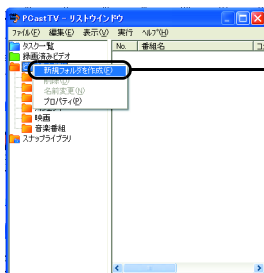 PCastTV - リストウインドウ
ファイル(F) 編集(E) 表示(V) 実行 ヘルプ(H)
タスク一覧
No. 番組名
録画済みビデオ
新規フォルダを作成(F)
削除(D)
名前変更(N)
プロパティ(P)
映画
音楽番組
スナップライブラリ